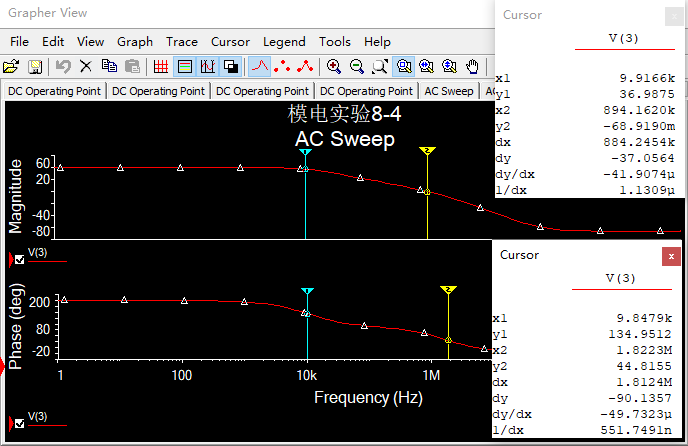 Grapher View
File Edit View Graph Trace Cursor Legend Tools Help
DC Operating Point DC Operating Point DC Operating Point DC Operating Point AC Sweep
模电实验8-4
AC Sweep
Magnitude
60
20
-40
-80
1
2
V(3)
Phase (deg)
200
80
-20
1
2
1 100 10k 1M
Frequency (Hz)
V(3)
Cursor
V(3)
x1 9.9166k
y1 36.9875
x2 894.1620k
y2 -68.9190m
dx 884.2454k
dy -37.0564
dy/dx -41.9074μ
1/dx 1.1309μ
Cursor
x
V(3)
x1 9.8479k
y1 134.9512
x2 1.8223M
y2 44.8155
dx 1.8124M
dy -90.1357
dy/dx -49.7323μ
1/dx 551.7491n